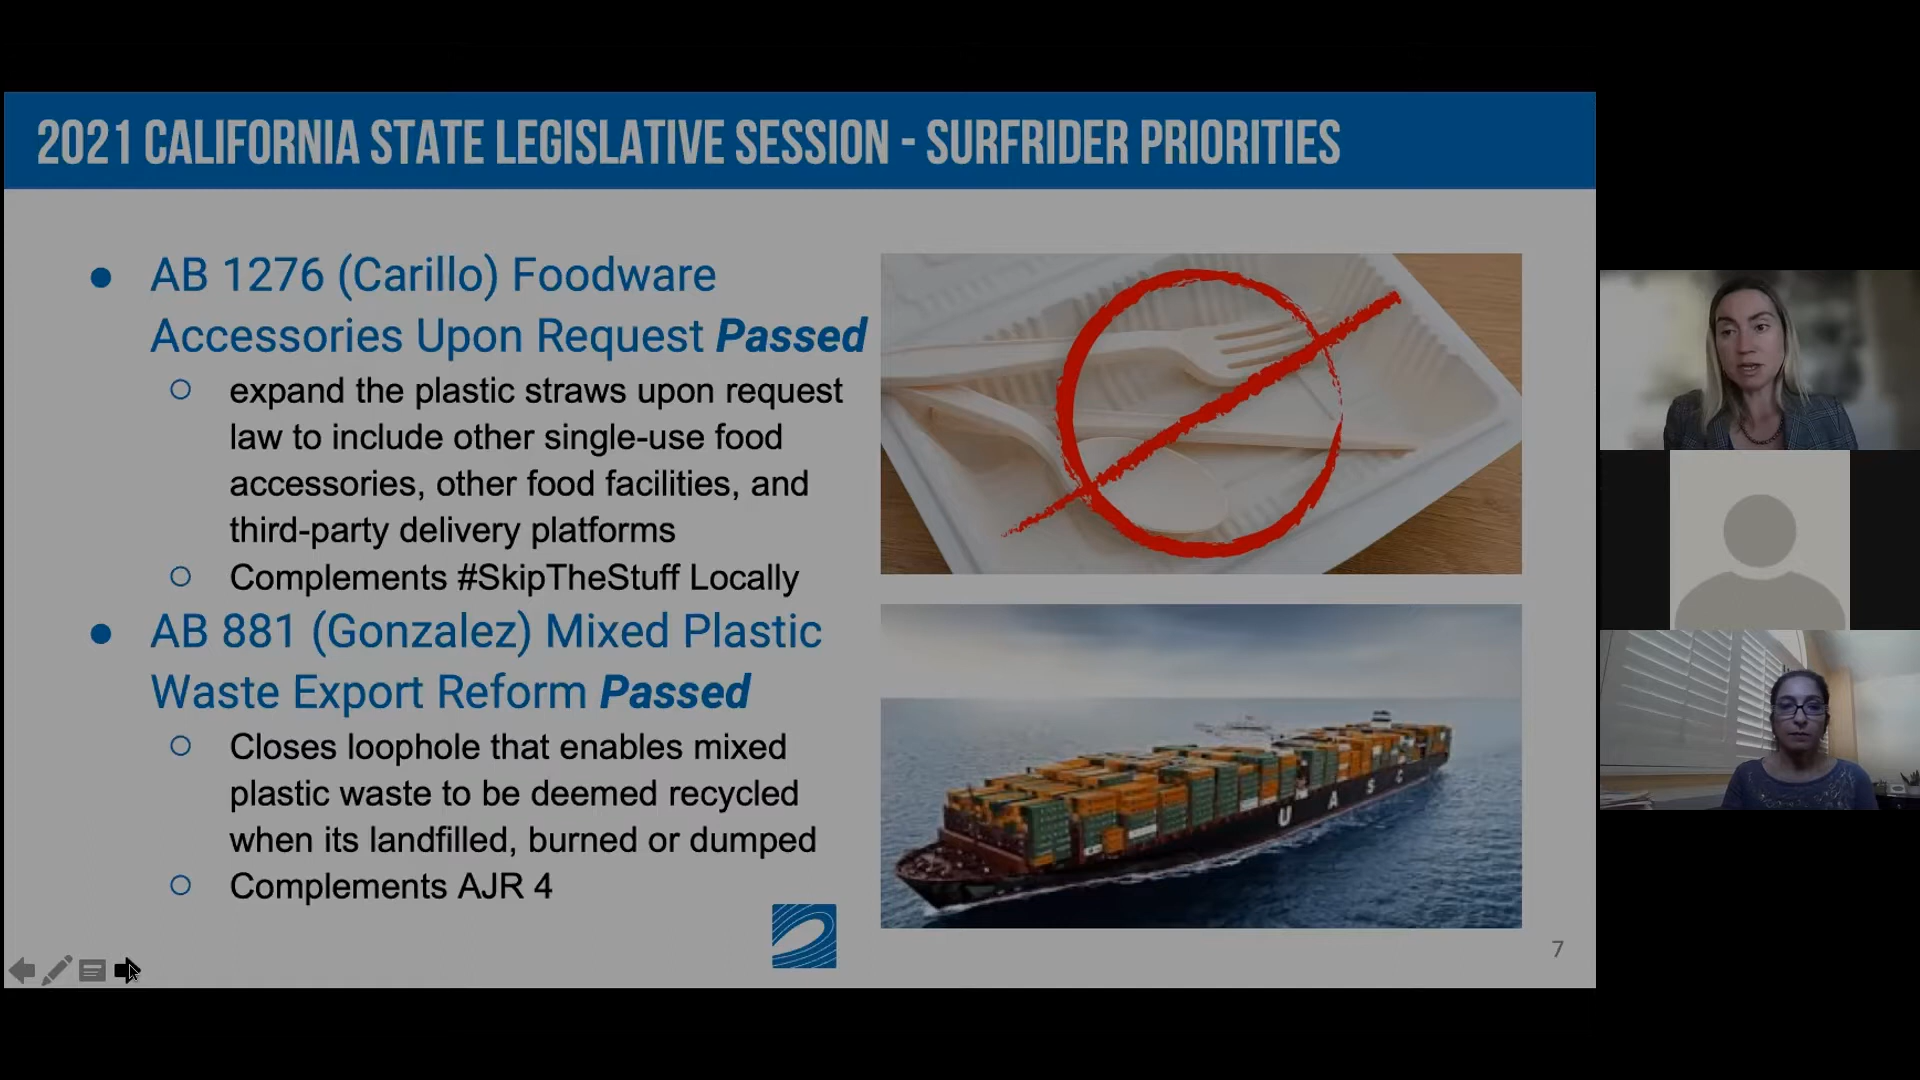 2021 CALIFORNIA STATE LEGISLATIVE SESSION - SURFRIDER PRIORITIES
AB 1276 (Carillo) Foodware
Accessories Upon Request Passed
expand the plastic straws upon request
law to include other single-use food
accessories, other food facilities, and
third-party delivery platforms
Complements #SkipTheStuff Locally
AB 881 (Gonzalez) Mixed Plastic
Waste Export Reform Passed
Closes loophole that enables mixed
plastic waste to be deemed recycled
when its landfilled, burned or dumped
Complements AJR 4
U A S C
7